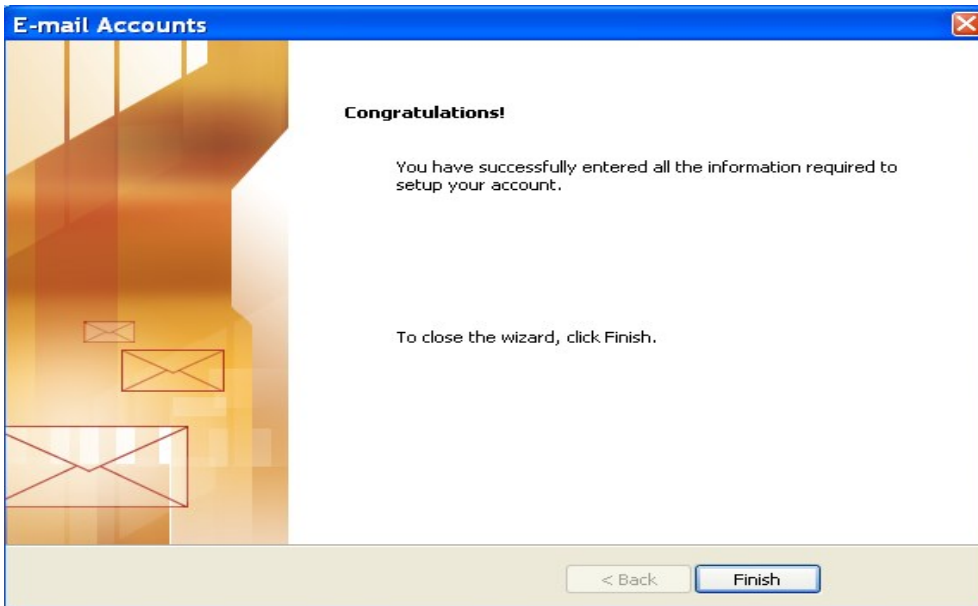 E-mail Accounts
Congratulations!
You have successfully entered all the information required to
setup your account.
To close the wizard, click Finish.
< Back
Finish